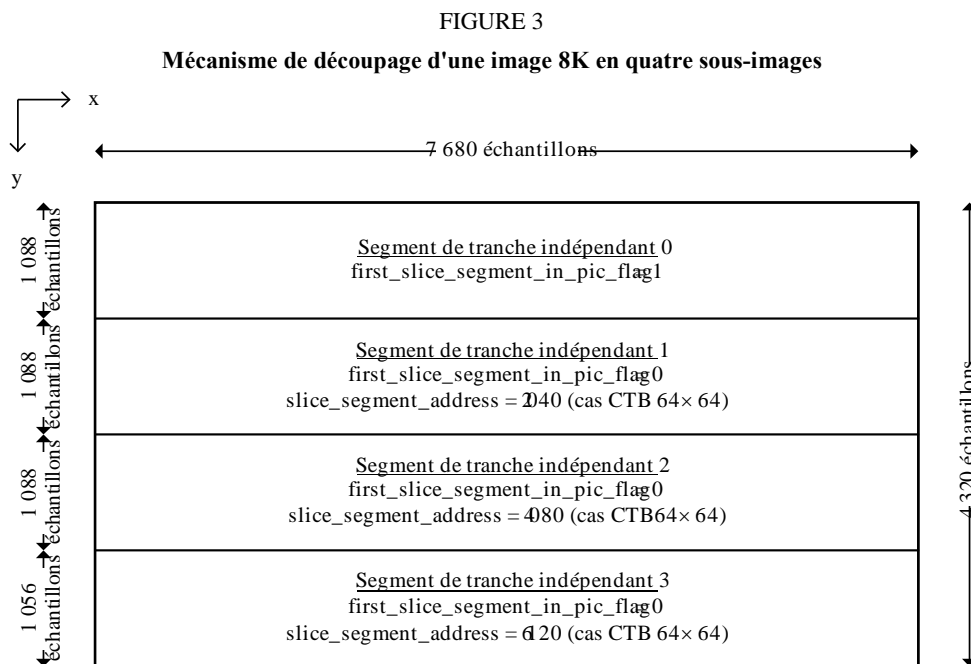 FIGURE 3
Mécanisme de découpage d'une image 8K en quatre sous-images
x
y
7 680 échantillons
1 088
échantillons
Segment de tranche indépendant 0
first_slice_segment_in_pic_flag=1
1 088
échantillons
Segment de tranche indépendant 1
first_slice_segment_in_pic_flag=0
slice_segment_address = 2040 (cas CTB 64× 64)
1 088
échantillons
Segment de tranche indépendant 2
first_slice_segment_in_pic_flag=0
slice_segment_address = 4080 (cas CTB64× 64)
1 056
échantillons
Segment de tranche indépendant 3
first_slice_segment_in_pic_flag=0
slice_segment_address = 6120 (cas CTB 64× 64)
4 320 échantillons